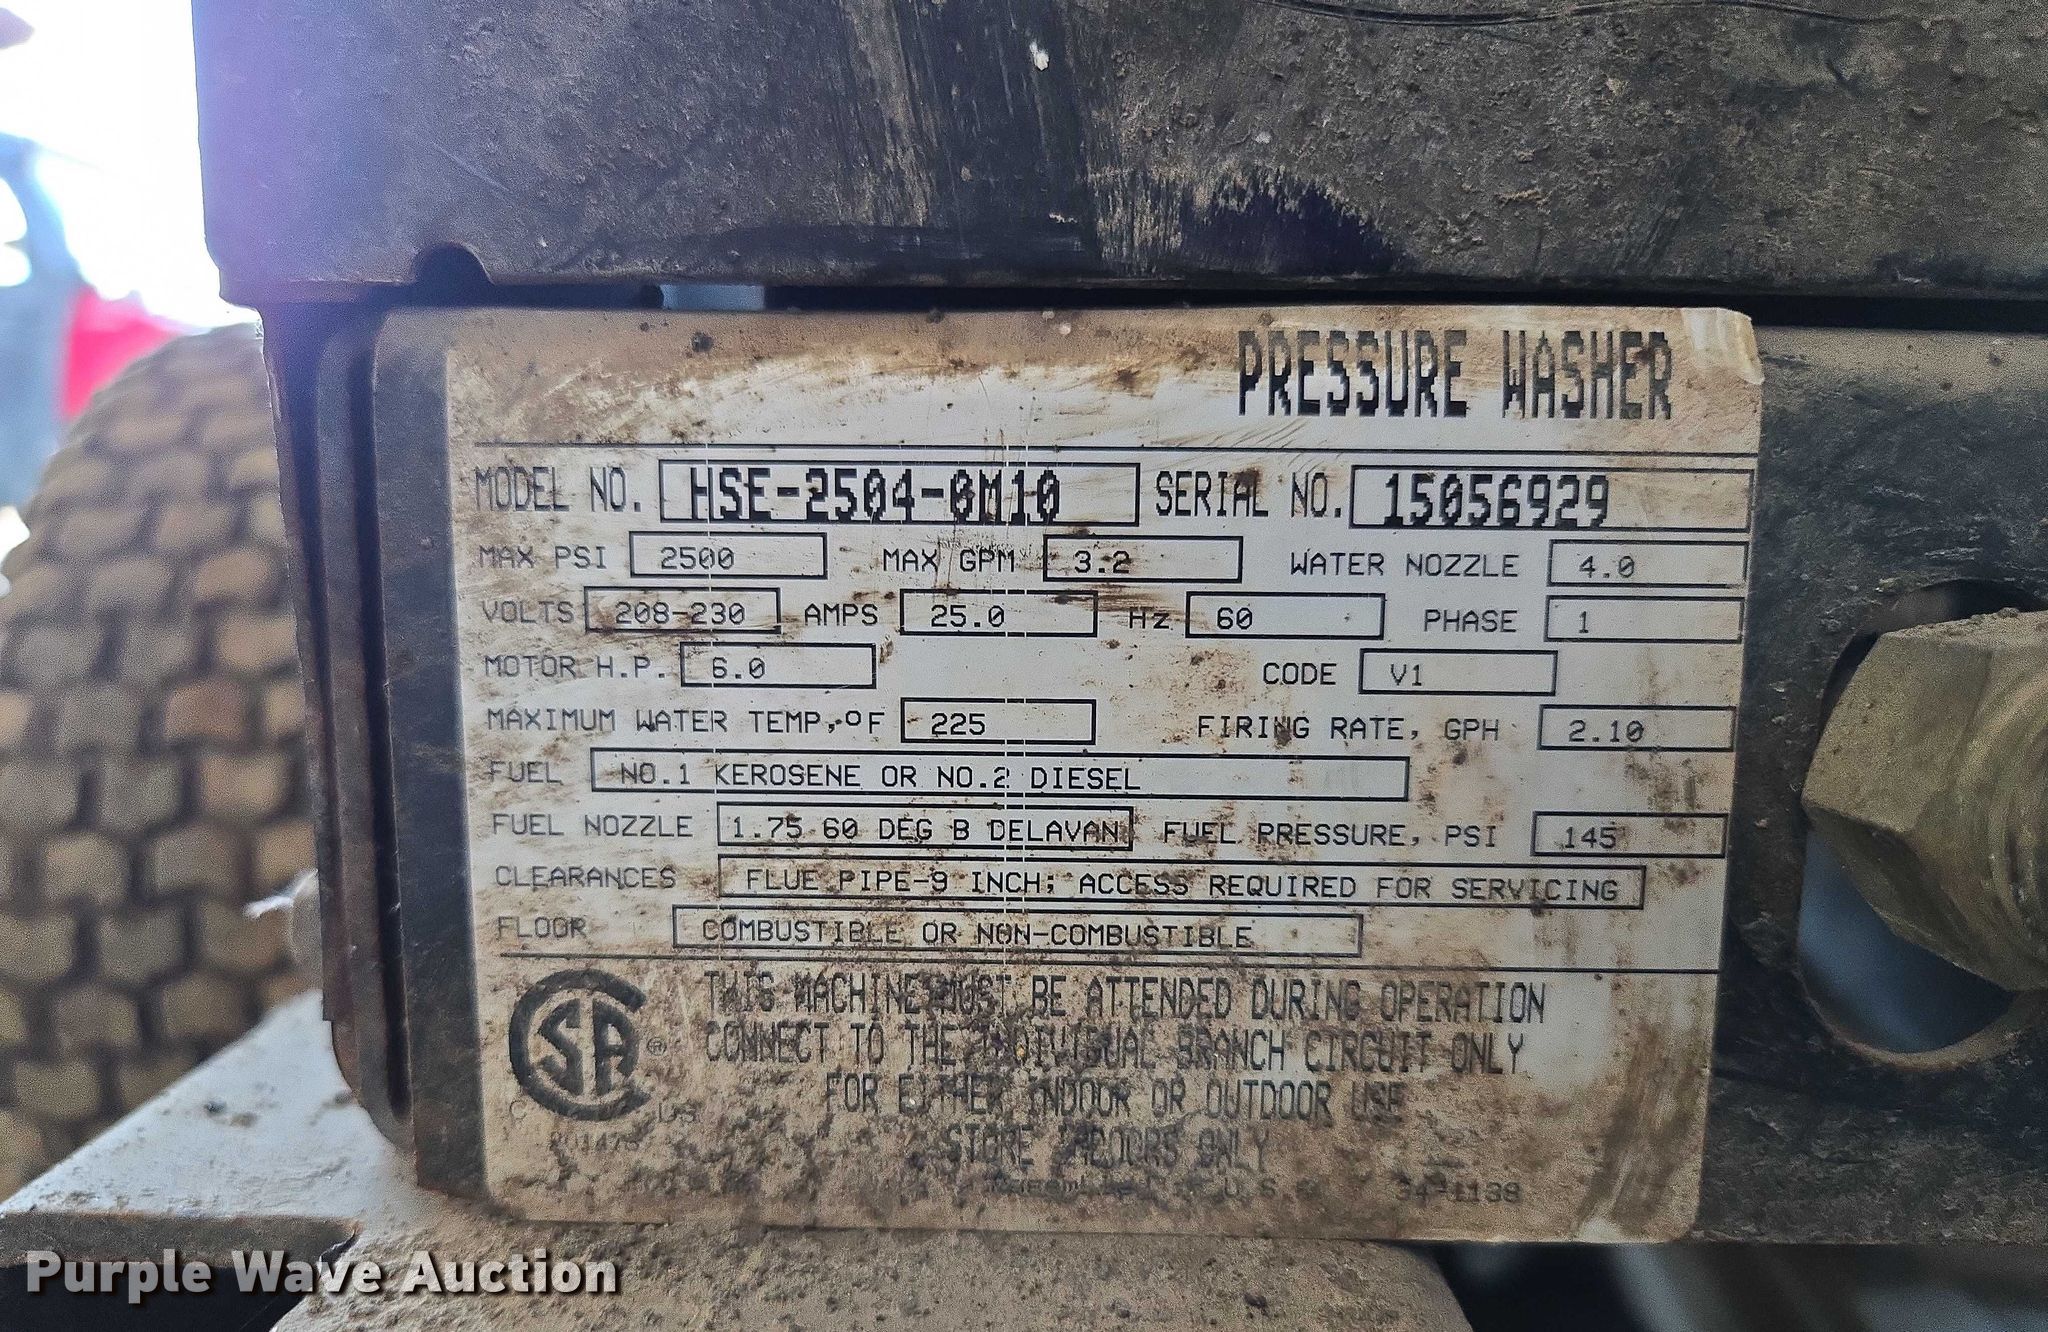 PRESSURE WASHER
MODEL NO. HSE-2504-0M10 SERIAL NO. 15056929
MAX PSI 2500 MAX GPM 3.2 WATER NOZZLE 4.0
VOLTS 208-230 AMPS 25.0 Hz 60 PHASE 1
MOTOR H.P. 6.0 CODE V1
MAXIMUM WATER TEMP, °F 225 FIRING RATE, GPH 2.10
FUEL NO.1 KEROSENE OR NO.2 DIESEL
FUEL NOZZLE 1.75 60 DEG B DELAVAN FUEL PRESSURE, PSI 145
CLEARANCES FLUE PIPE-9 INCH; ACCESS REQUIRED FOR SERVICING
FLOOR COMBUSTIBLE OR NON-COMBUSTIBLE
THIS MACHINE MUST BE ATTENDED DURING OPERATION
CONNECT TO THE INDIVIDUAL BRANCH CIRCUIT ONLY
FOR EITHER INDOOR OR OUTDOOR USE
STORE INDOORS ONLY
CSA ®
C US
34-1138
Purple Wave Auction